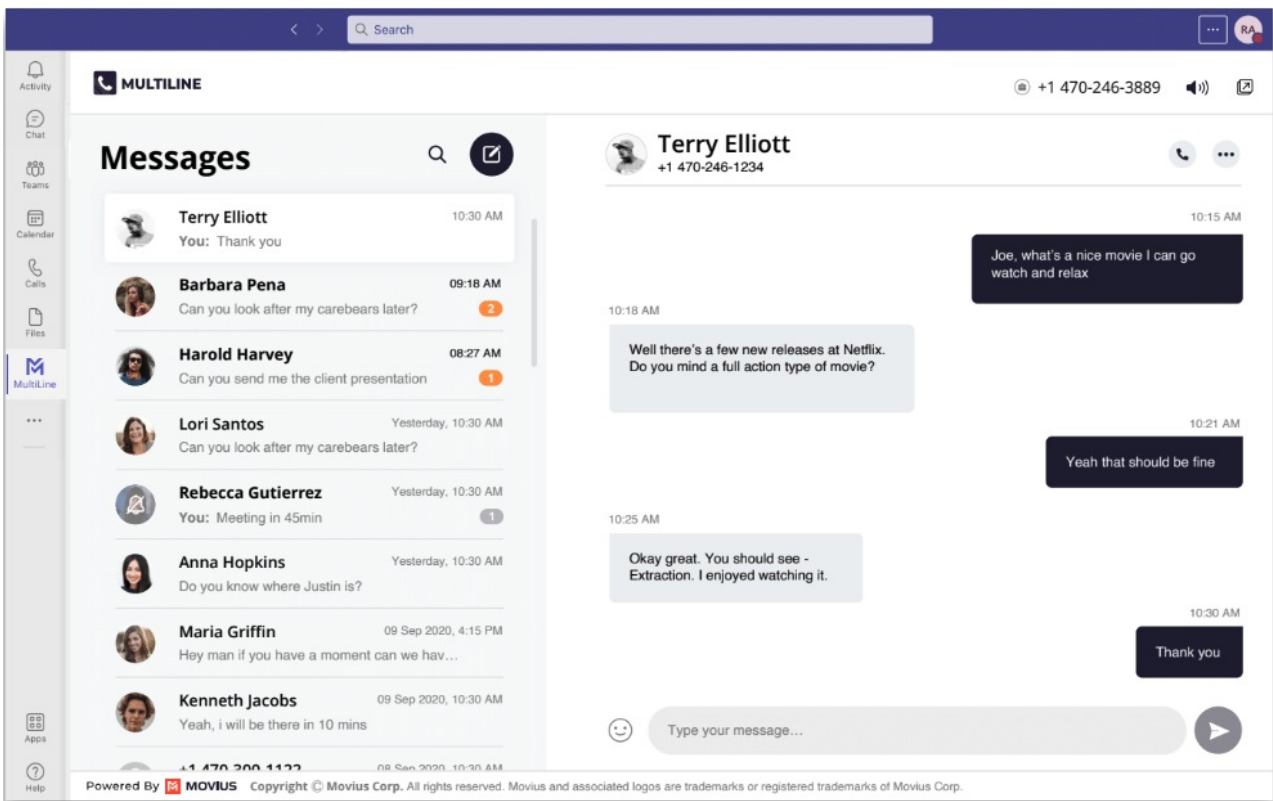 Search
...
RA
Activity
Chat
Teams
Calendar
Calls
Files
MultiLine
...
Apps
Help
MULTILINE
+1 470-246-3889
Messages
Terry Elliott 10:30 AM
You: Thank you
Barbara Pena 09:18 AM
Can you look after my carebears later? 2
Harold Harvey 08:27 AM
Can you send me the client presentation 1
Lori Santos Yesterday, 10:30 AM
Can you look after my carebears later?
Rebecca Gutierrez Yesterday, 10:30 AM
You: Meeting in 45min 1
Anna Hopkins Yesterday, 10:30 AM
Do you know where Justin is?
Maria Griffin 09 Sep 2020, 4:15 PM
Hey man if you have a moment can we hav...
Kenneth Jacobs 09 Sep 2020, 10:30 AM
Yeah, i will be there in 10 mins
+1 470 300 1122 08 Sep 2020, 10:30 AM
Terry Elliott
+1 470-246-1234
10:15 AM
Joe, what's a nice movie I can go
watch and relax
10:18 AM
Well there's a few new releases at Netflix.
Do you mind a full action type of movie?
10:21 AM
Yeah that should be fine
10:25 AM
Okay great. You should see -
Extraction. I enjoyed watching it.
10:30 AM
Thank you
Type your message...
Powered By MOVIUS Copyright © Movius Corp. All rights reserved. Movius and associated logos are trademarks or registered trademarks of Movius Corp.